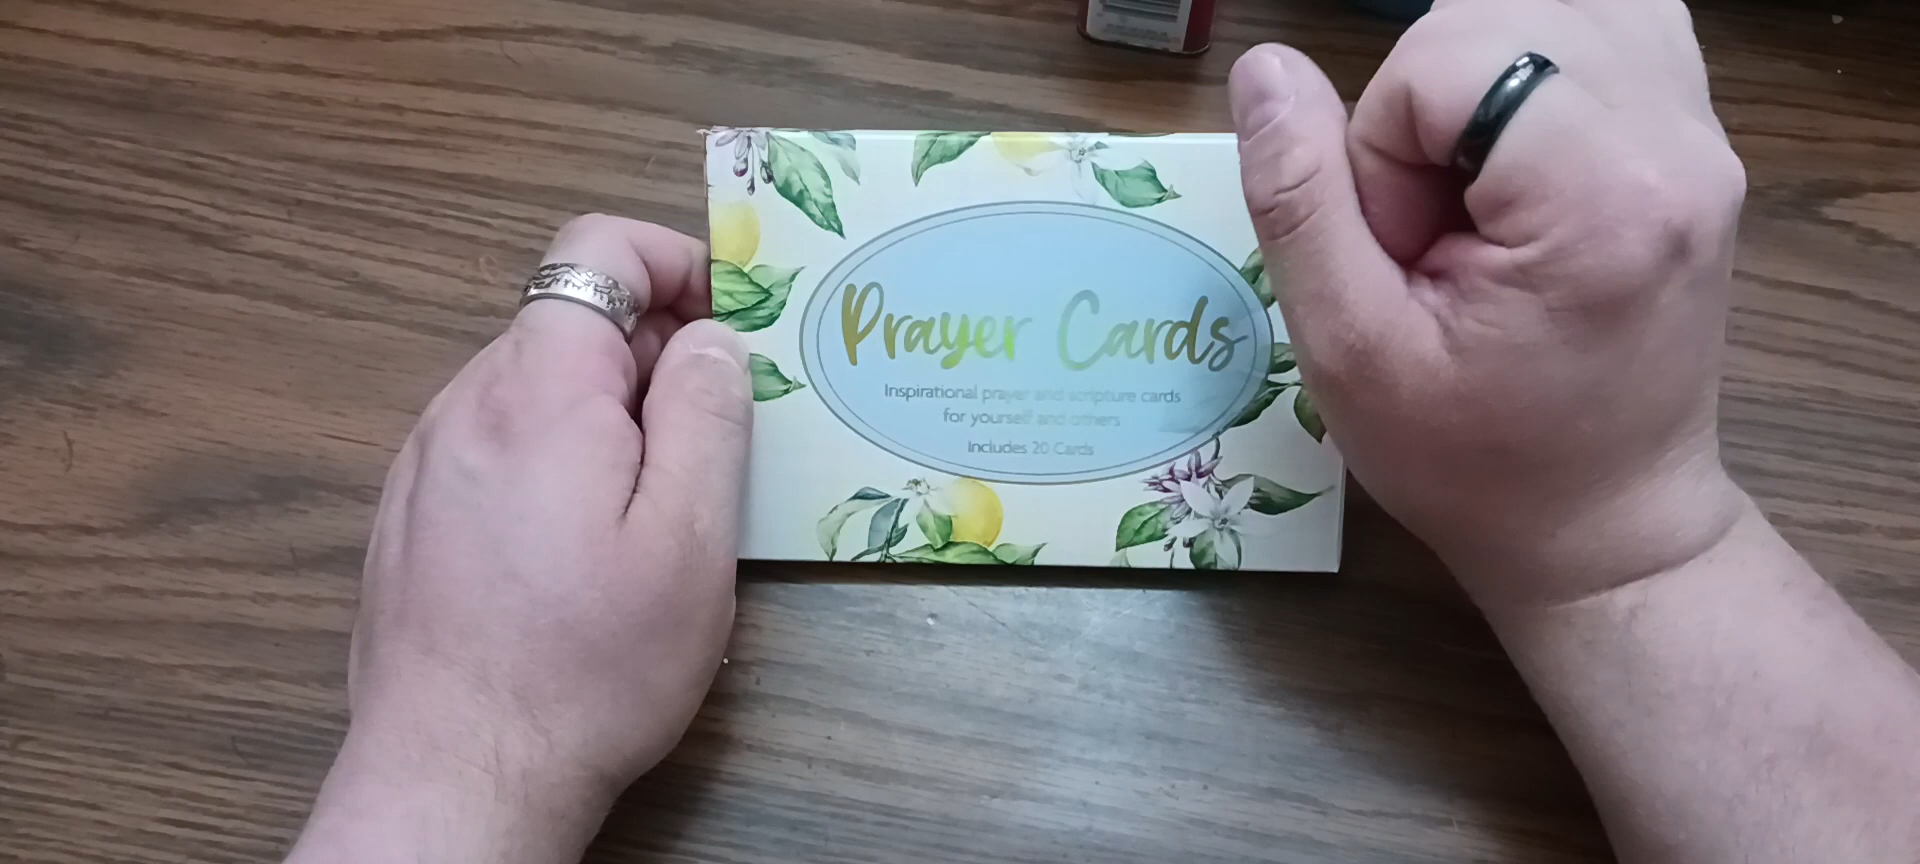 Prayer Cards
Inspirational prayer and scripture cards
for yourself and others
Includes 20 Cards